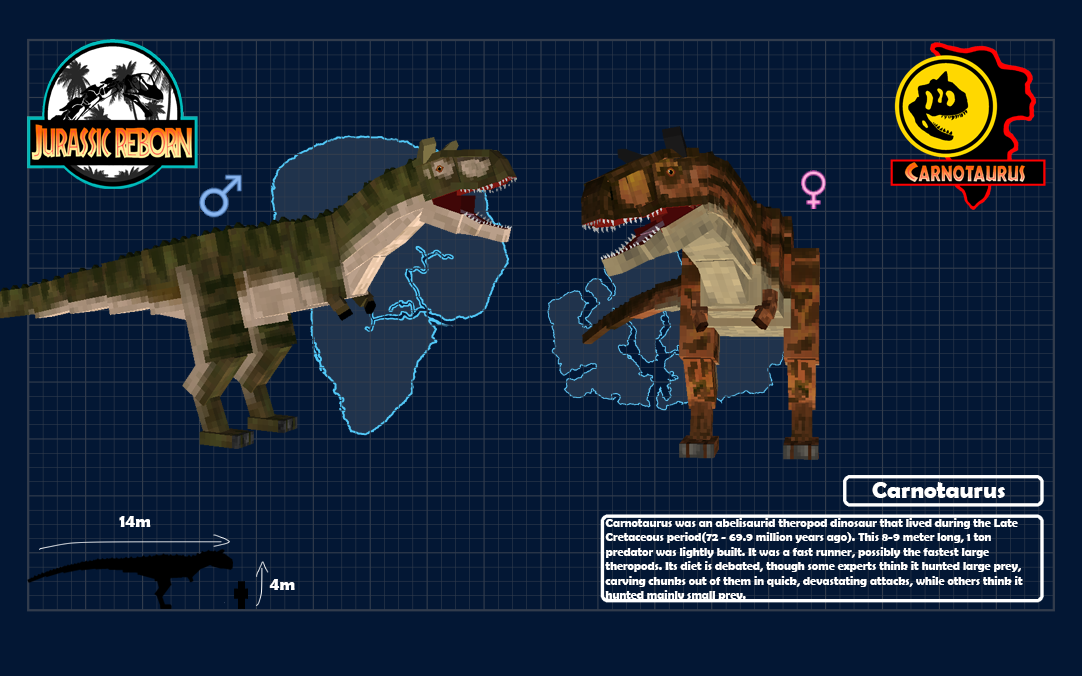 JURASSIC REBORN
CARNOTAURUS
Carnotaurus
Carnotaurus was an abelisaurid theropod dinosaur that lived during the Late
Cretaceous period(72 - 69.9 million years ago). This 8-9 meter long, 1 ton
predator was lightly built. It was a fast runner, possibly the fastest large
theropods. Its diet is debated, though some experts think it hunted large prey,
carving chunks out of them in quick, devastating attacks, while others think it
hunted mainly small prey.
14m
4m